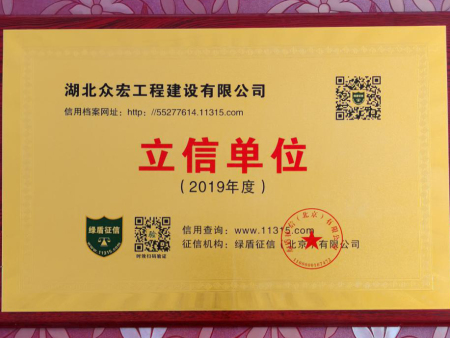 湖北众宏工程建设有限公司
信用档案网址：http：//55277614.11315.com
立信单位
（2019年度）
绿盾征信
信用查询：www.11315.com
征信机构：绿盾征信（北京）有限公司